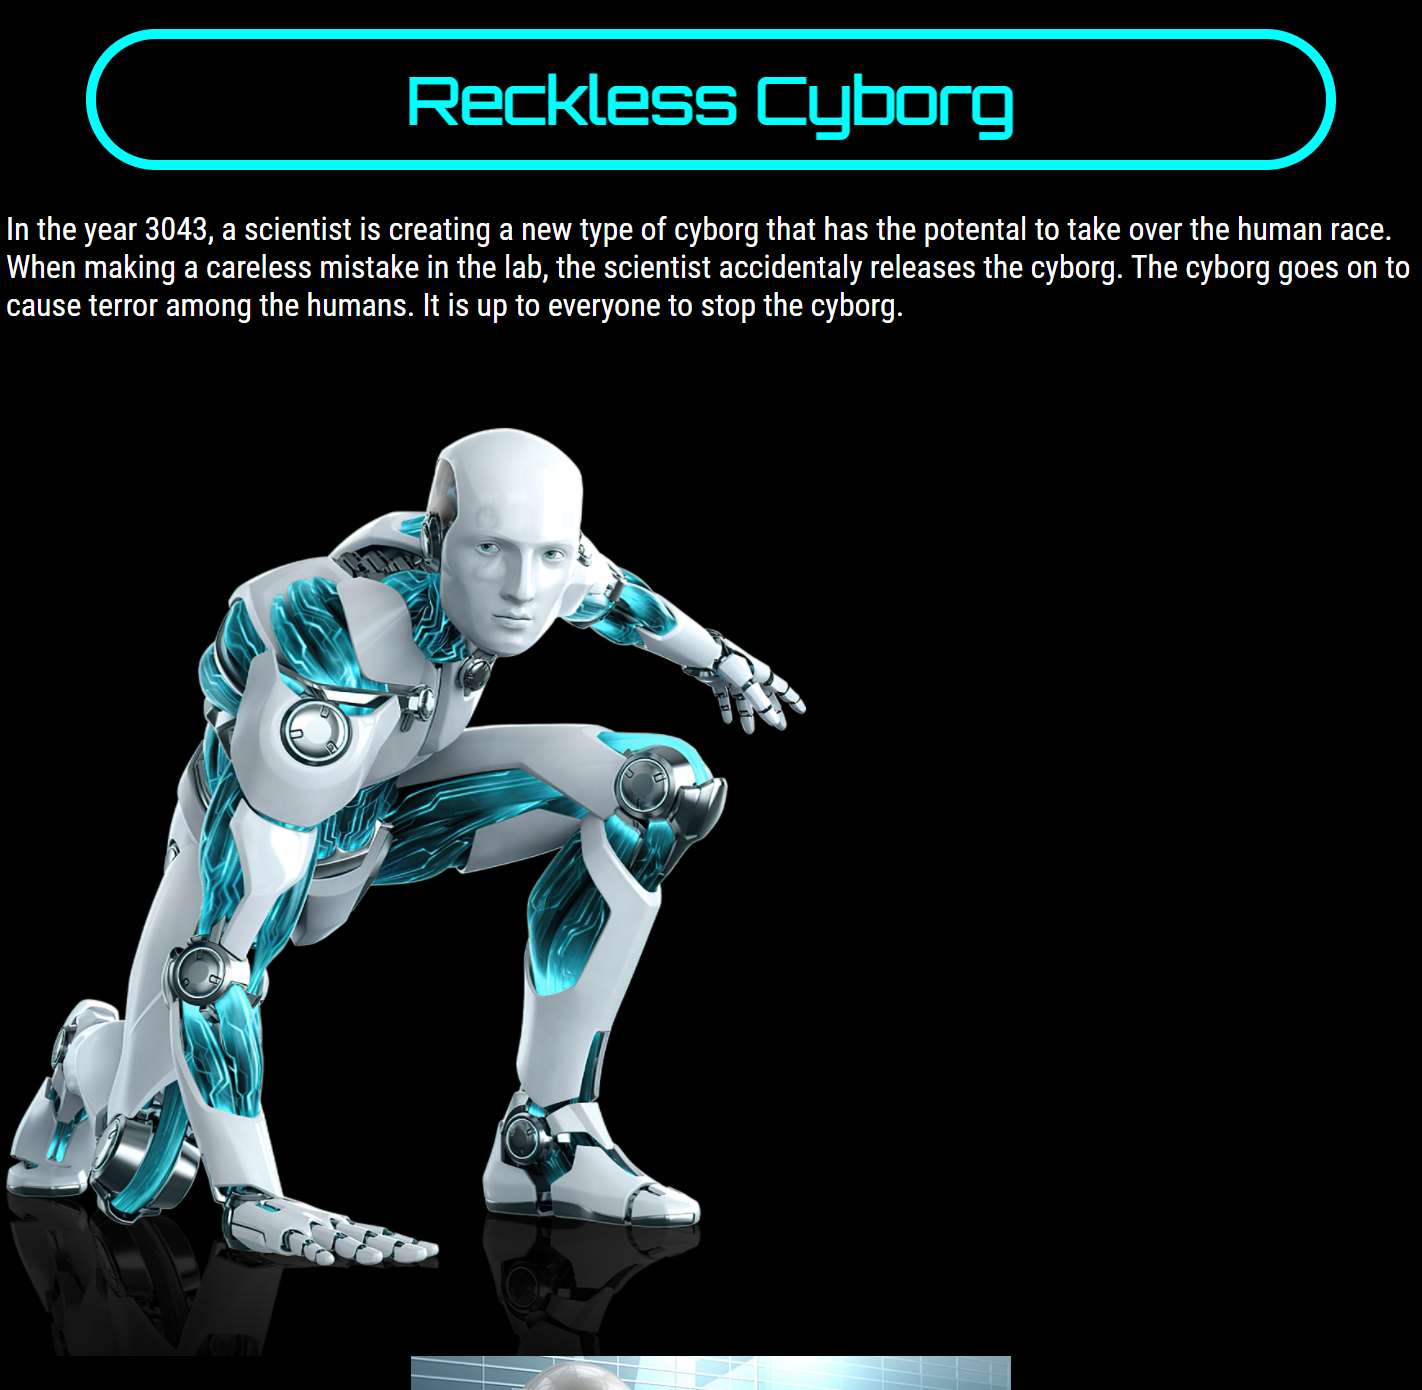 Reckless Cyborg
In the year 3043, a scientist is creating a new type of cyborg that has the potental to take over the human race.
When making a careless mistake in the lab, the scientist accidentaly releases the cyborg. The cyborg goes on to
cause terror among the humans. It is up to everyone to stop the cyborg.